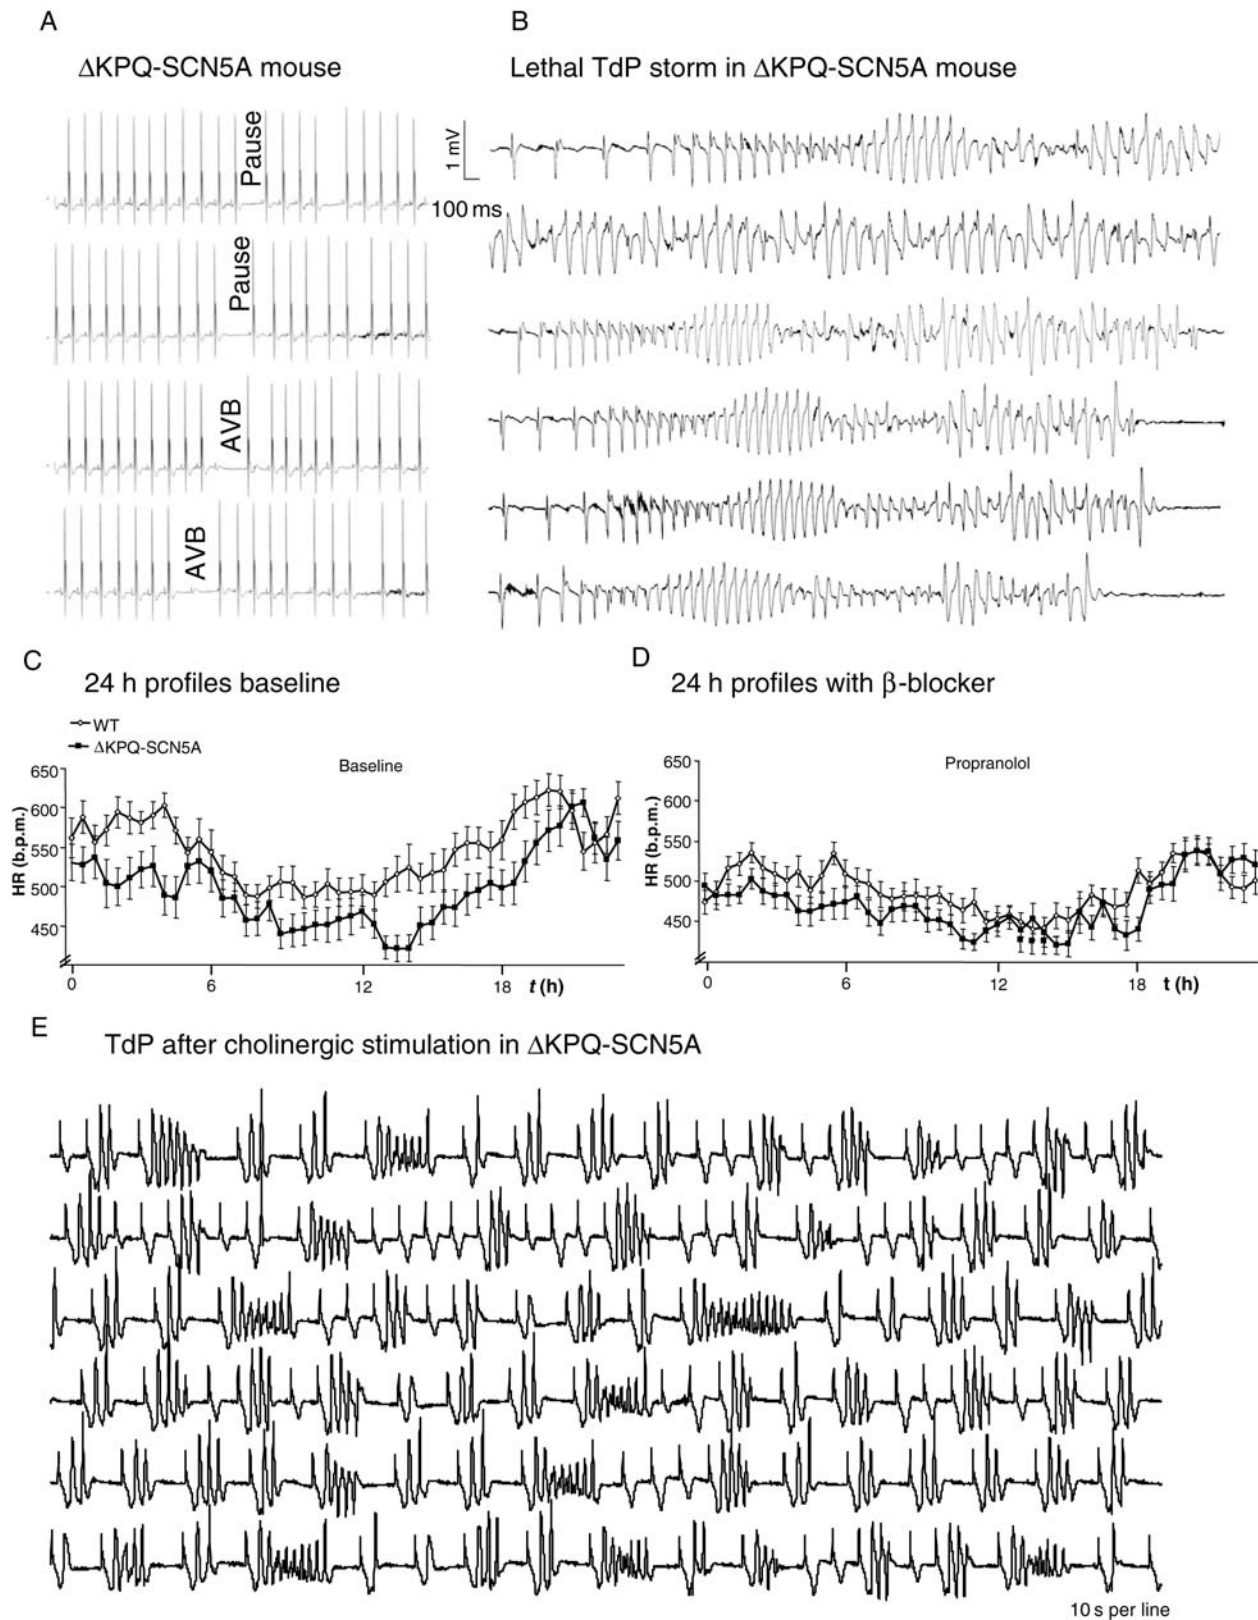 A
B
ΔKPQ-SCN5A mouse
Lethal TdP storm in ΔKPQ-SCN5A mouse
Pause
1 mV
100 ms
Pause
AVB
AVB
C
D
24 h profiles baseline
24 h profiles with β-blocker
WT
ΔKPQ-SCN5A
Baseline
Propranolol
HR (b.p.m.)
650
600
550
500
450
0
6
12
18
t (h)
HR (b.p.m.)
650
600
550
500
450
0
6
12
18
t (h)
E
TdP after cholinergic stimulation in ΔKPQ-SCN5A
10 s per line